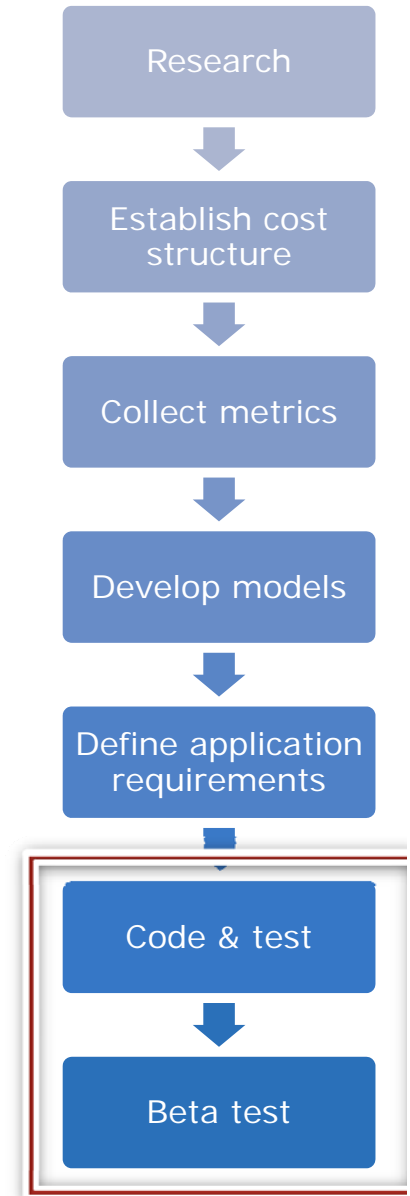 Research
Establish cost
structure
Collect metrics
Develop models
Define application
requirements
Code & test
Beta test